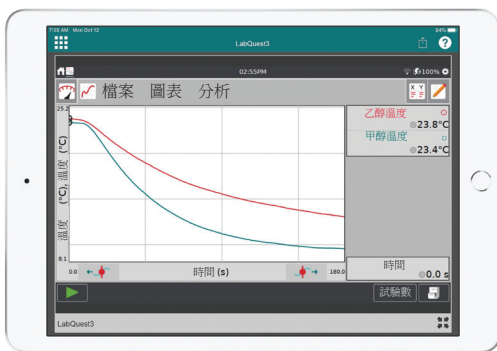 7:55 AM Mon Oct 12
94%
LabQuest3
02:55PM
100%
檔案 圖表 分析
X Y
乙醇溫度
23.8°C
甲醇溫度
23.4°C
25.2
溫度 (°C), 溫度 (°C)
8.1
0.0
時間 (s)
180.0
時間
0.0 s
試驗數
LabQuest3